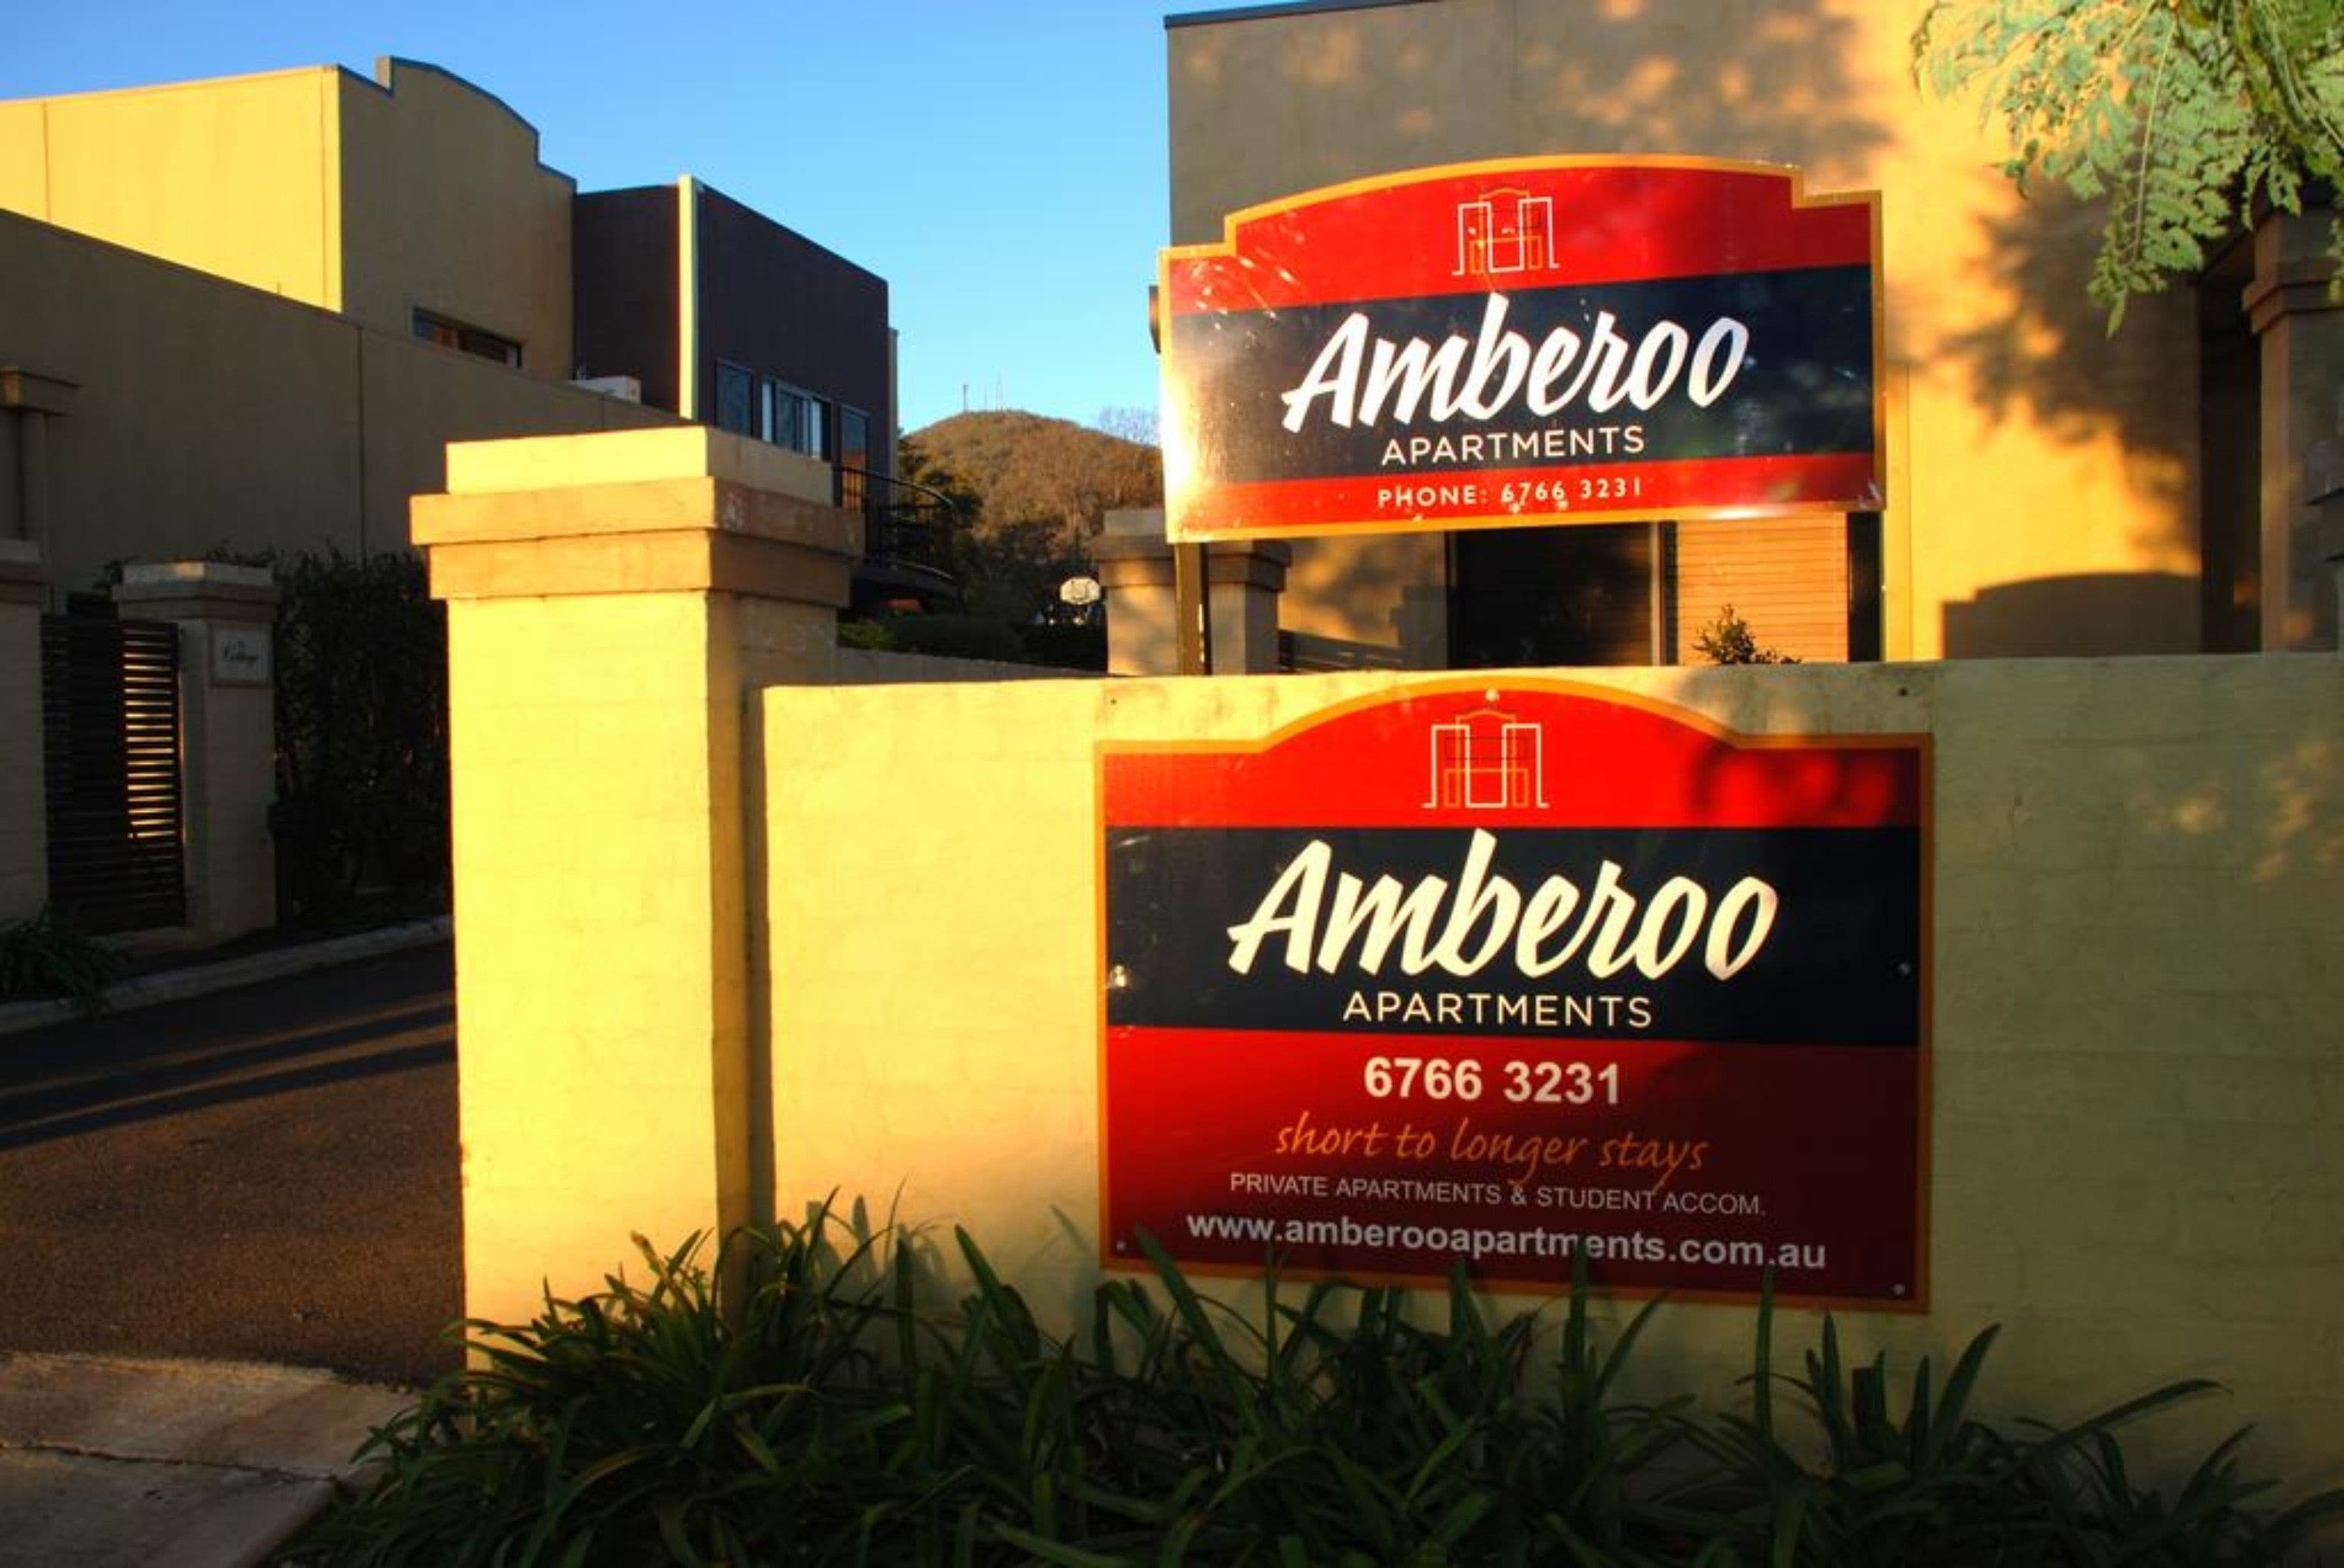 Amberoo
APARTMENTS
PHONE: 6766 3231
Amberoo
APARTMENTS
6766 3231
short to longer stays
PRIVATE APARTMENTS & STUDENT ACCOM.
www.amberooapartments.com.au